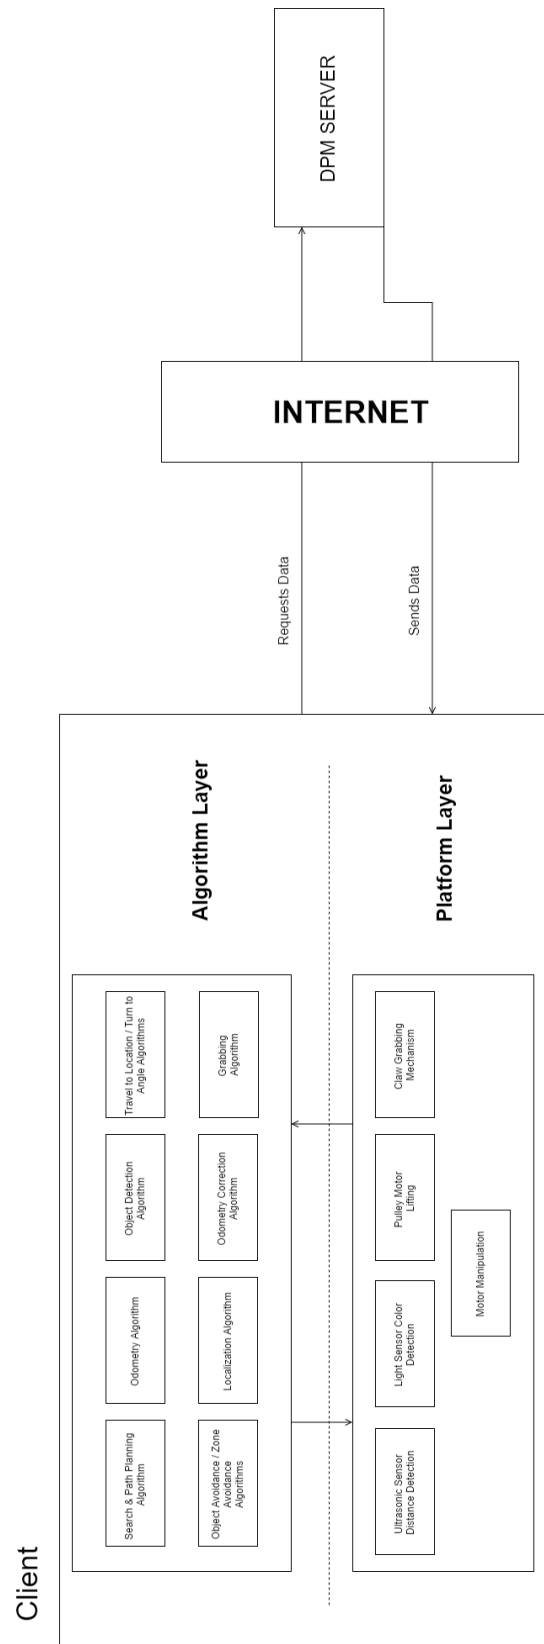 Client
Algorithm Layer
Search & Path Planning
Algorithm
Odometry Algorithm
Object Detection
Algorithm
Travel to Location / Turn to
Angle Algorithms
Object Avoidance / Zone
Avoidance
Algorithms
Localization Algorithm
Odometry Correction
Algorithm
Grabbing
Algorithm
Platform Layer
Ultrasonic Sensor
Distance Detection
Light Sensor Color
Detection
Pulley Motor
Lifting
Claw Grabbing
Mechanism
Motor Manipulation
Requests Data
Sends Data
INTERNET
DPM SERVER